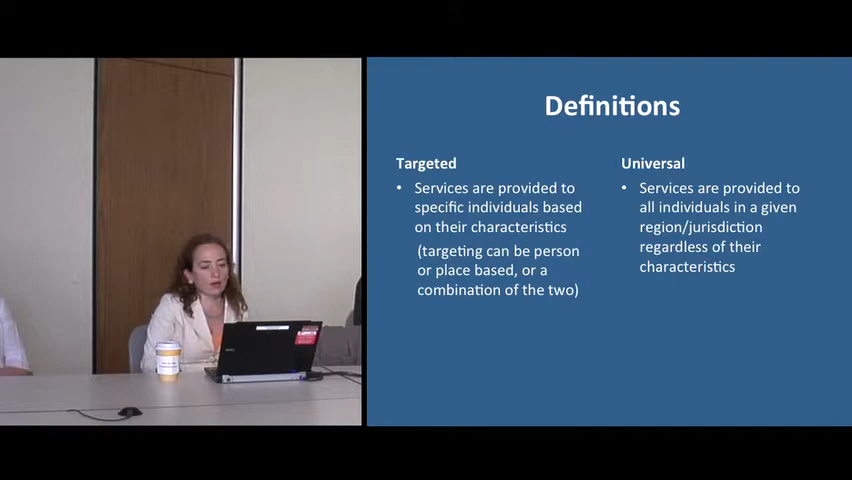 Definitions
Targeted
• Services are provided to
specific individuals based
on their characteristics
(targeting can be person
or place based, or a
combination of the two)
Universal
• Services are provided to
all individuals in a given
region/jurisdiction
regardless of their
characteristics